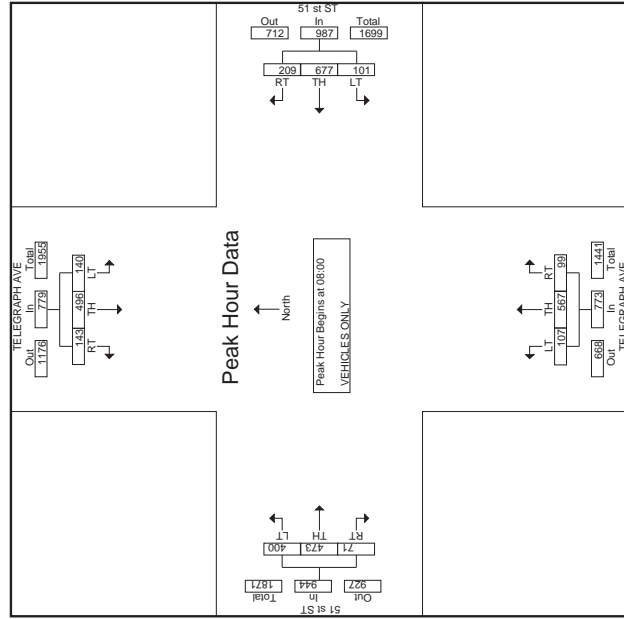 51 st ST
Out In Total
712 987 1699
209 677 101
RT TH LT
TELEGRAPH AVE
Out In Total
1176 779 1955
143 496 140
RT TH LT
Peak Hour Data
North
Peak Hour Begins at 08:00
VEHICLES ONLY
LT TH RT
107 567 99
668 773 1441
Out In Total
TELEGRAPH AVE
RT TH LT
71 473 400
927 944 1871
Out In Total
51 st ST